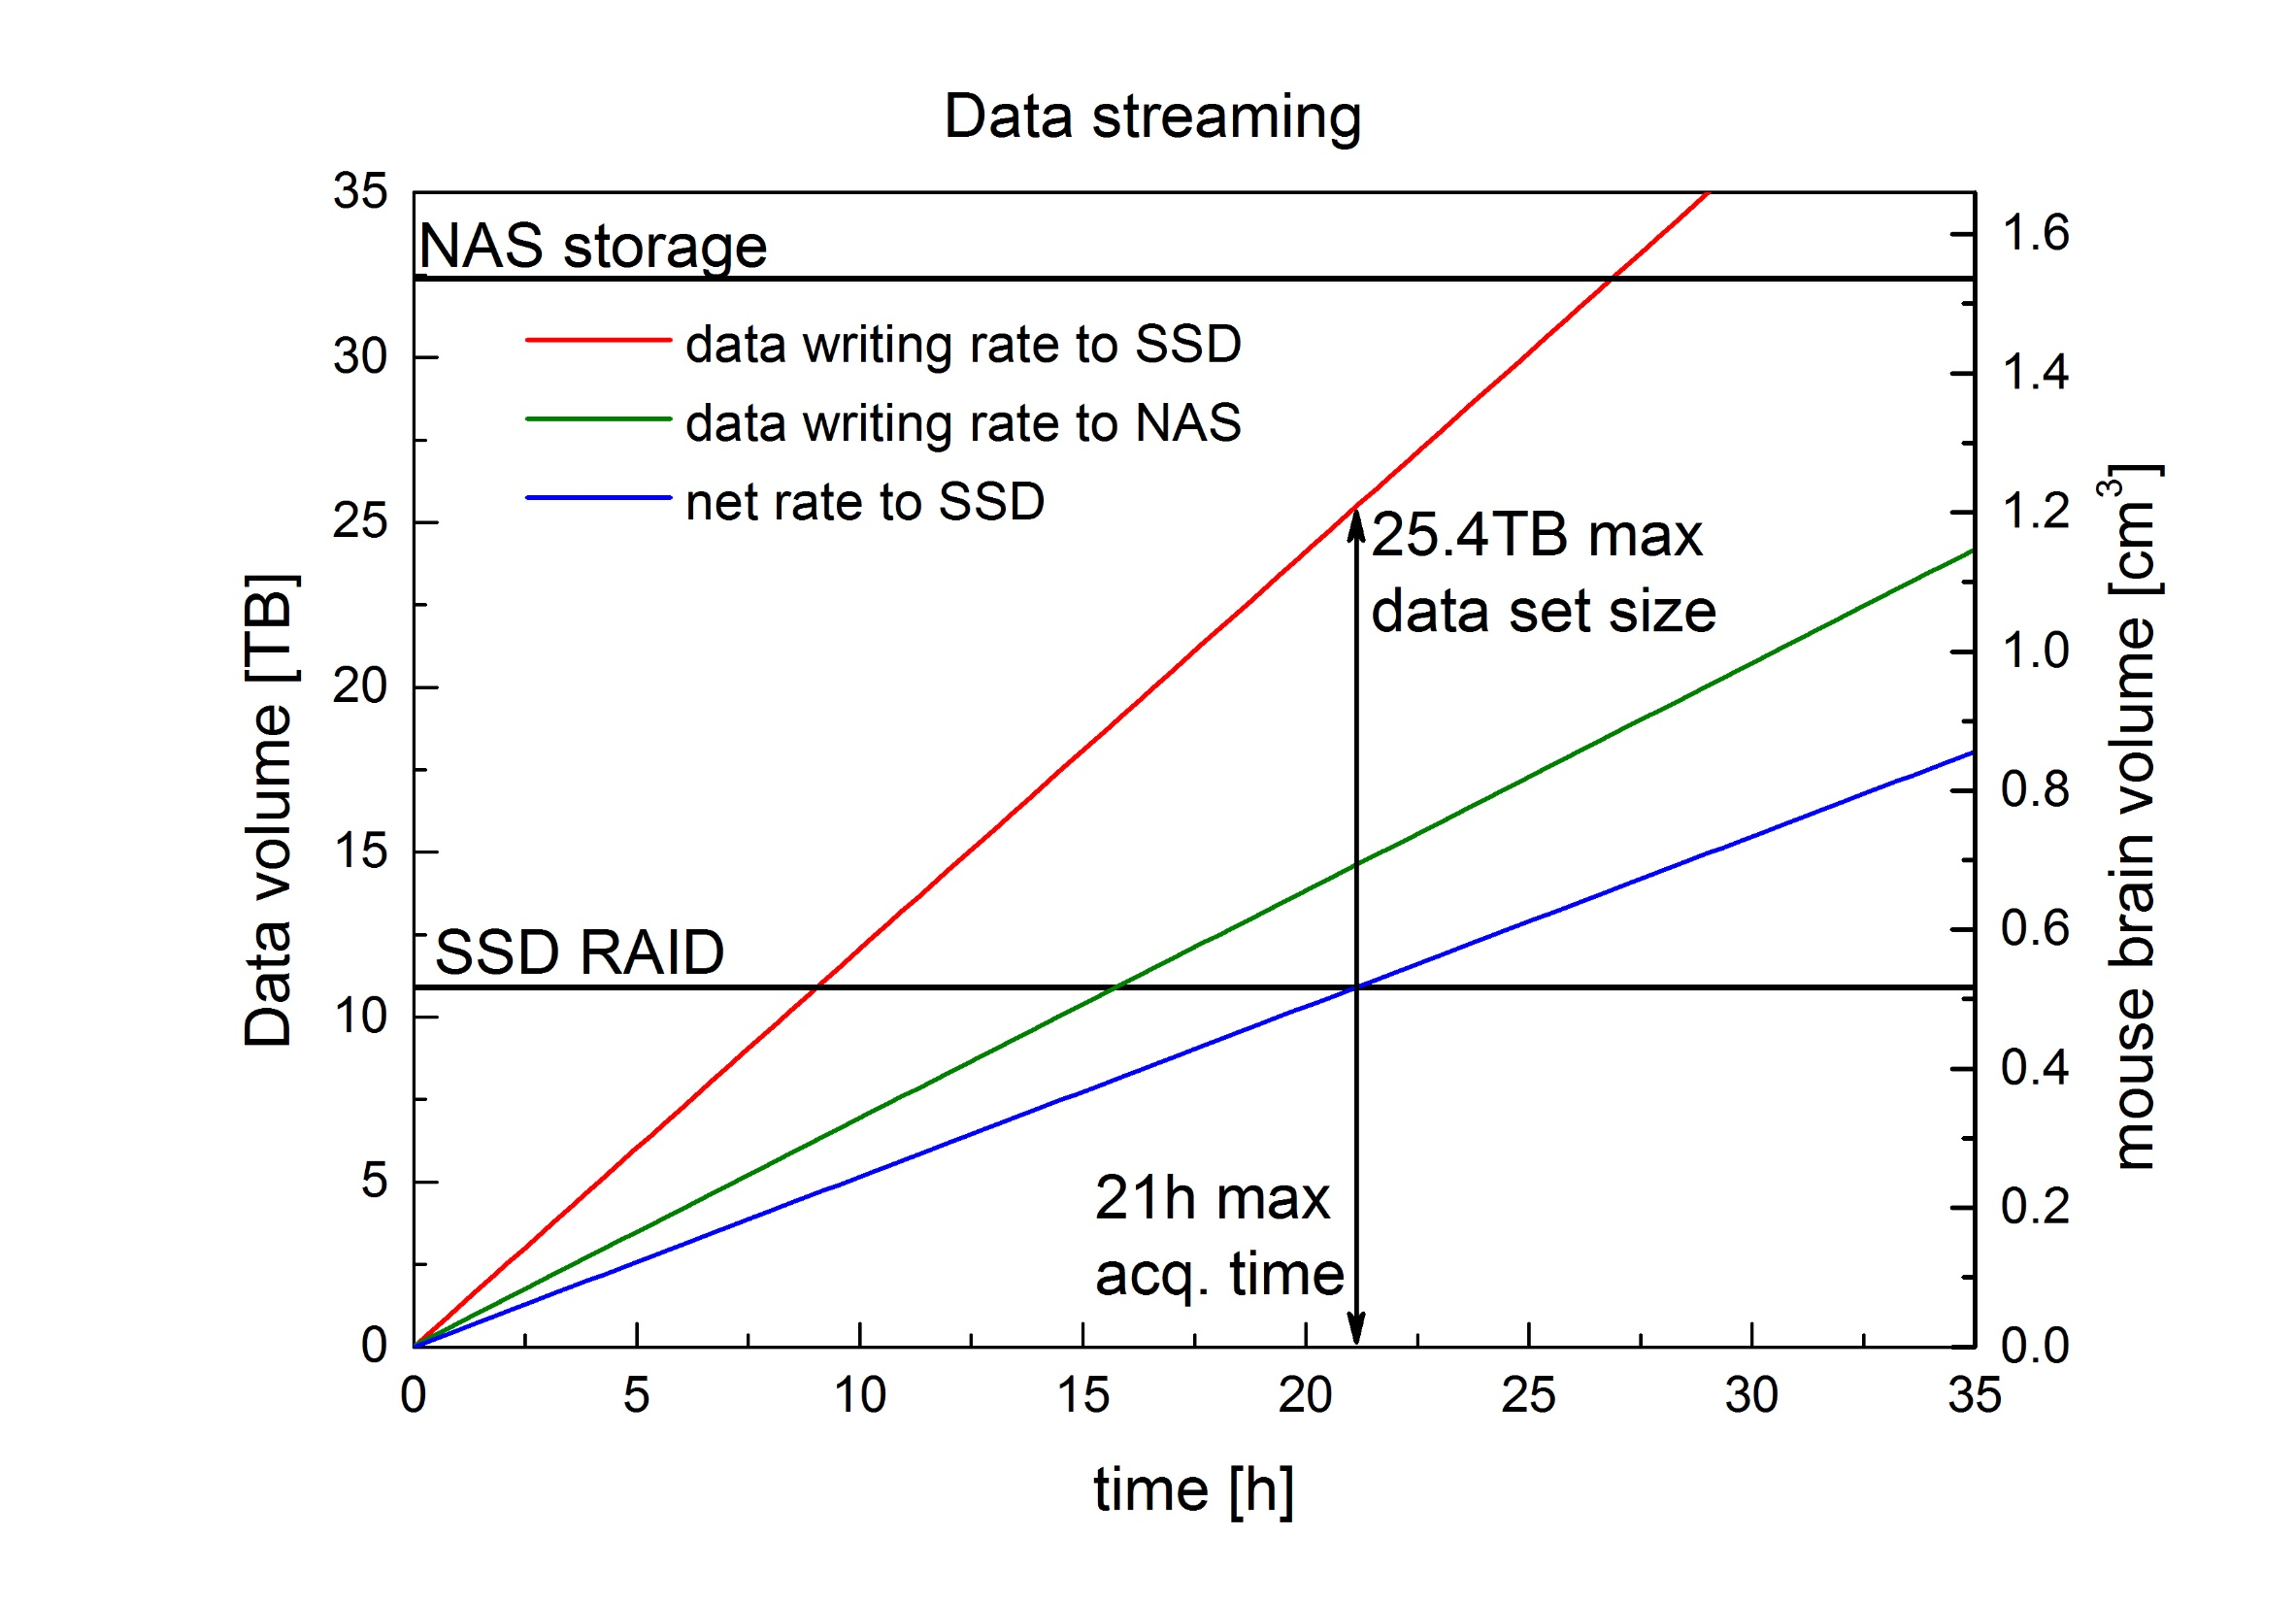 Data streaming
35
30
25
20
15
10
5
0
Data volume [TB]
NAS storage
data writing rate to SSD
data writing rate to NAS
net rate to SSD
25.4TB max
data set size
SSD RAID
21h max
acq. time
1.6
1.4
1.2
1.0
0.8
0.6
0.4
0.2
0.0
mouse brain volume [cm³]
0 5 10 15 20 25 30 35
time [h]